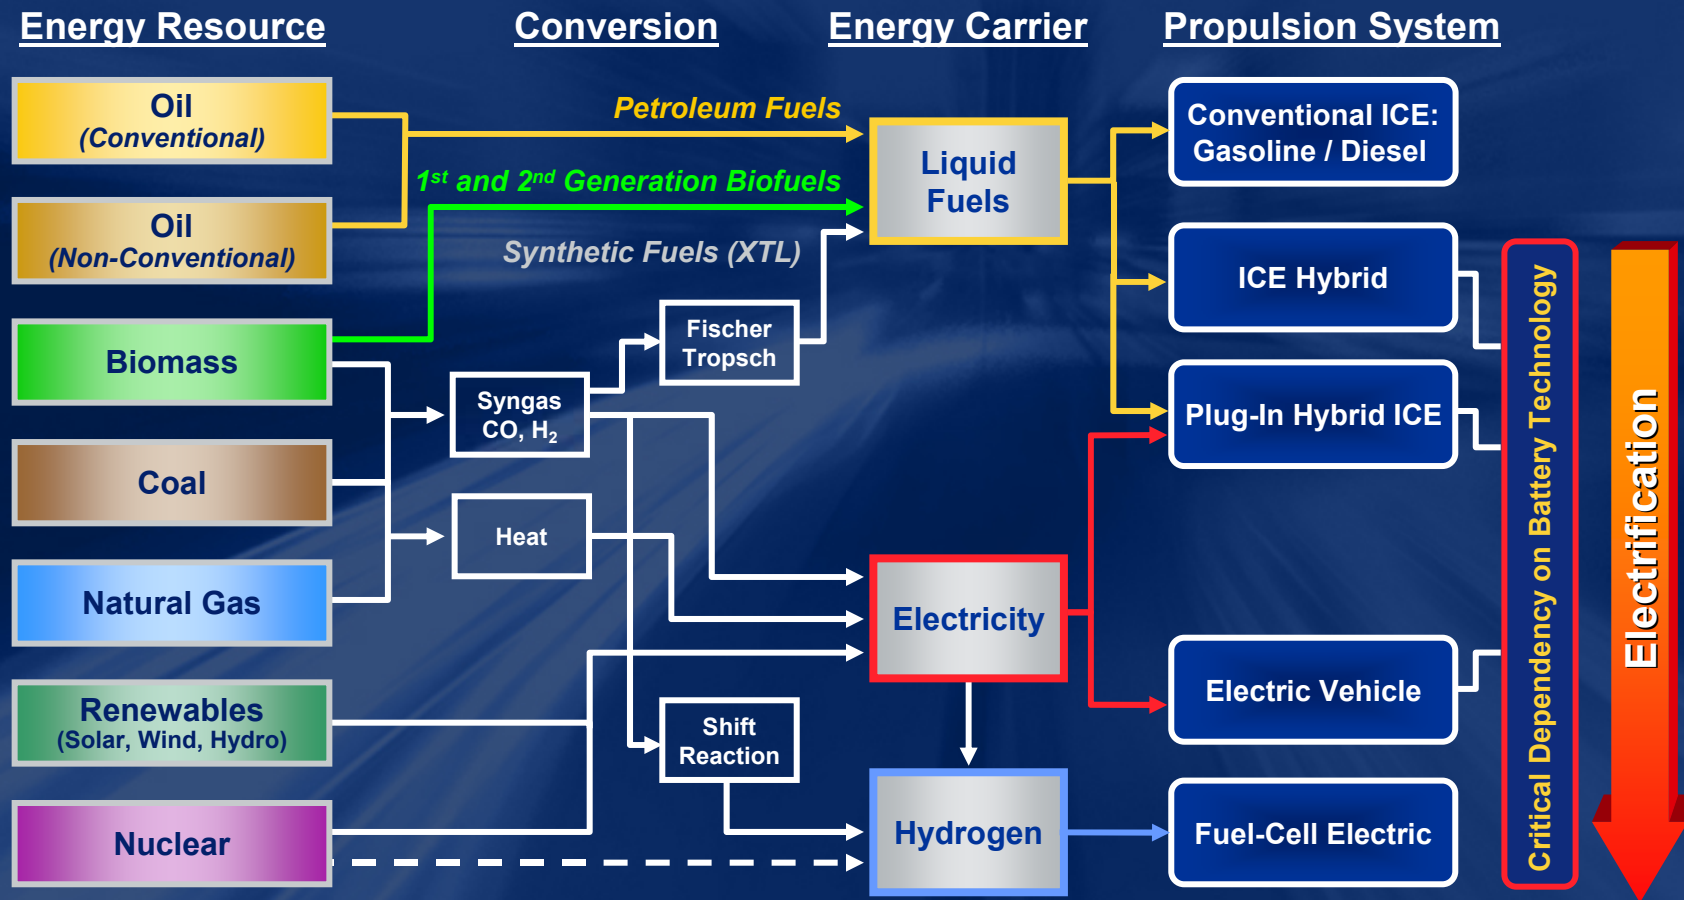 Energy Resource
Conversion
Energy Carrier
Propulsion System
Oil
(Conventional)
Oil
(Non-Conventional)
Biomass
Coal
Natural Gas
Renewables
(Solar, Wind, Hydro)
Nuclear
Petroleum Fuels
1st and 2nd Generation Biofuels
Synthetic Fuels (XTL)
Fischer
Tropsch
Syngas
CO, H2
Heat
Shift
Reaction
Liquid
Fuels
Electricity
Hydrogen
Conventional ICE:
Gasoline / Diesel
ICE Hybrid
Plug-In Hybrid ICE
Electric Vehicle
Fuel-Cell Electric
Critical Dependency on Battery Technology
Electrification